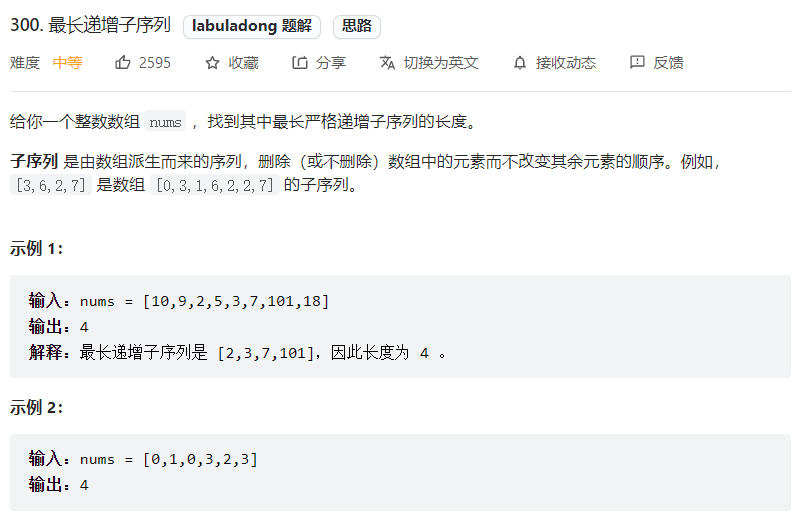 300. 最长递增子序列 labuladong 题解 思路
难度 中等 2595 收藏 分享 切换为英文 接收动态 反馈
给你一个整数数组 nums ，找到其中最长严格递增子序列的长度。
子序列 是由数组派生而来的序列，删除（或不删除）数组中的元素而不改变其余元素的顺序。例如，
[3,6,2,7] 是数组 [0,3,1,6,2,2,7] 的子序列。
示例 1：
输入：nums = [10,9,2,5,3,7,101,18]
输出：4
解释：最长递增子序列是 [2,3,7,101]，因此长度为 4 。
示例 2：
输入：nums = [0,1,0,3,2,3]
输出：4